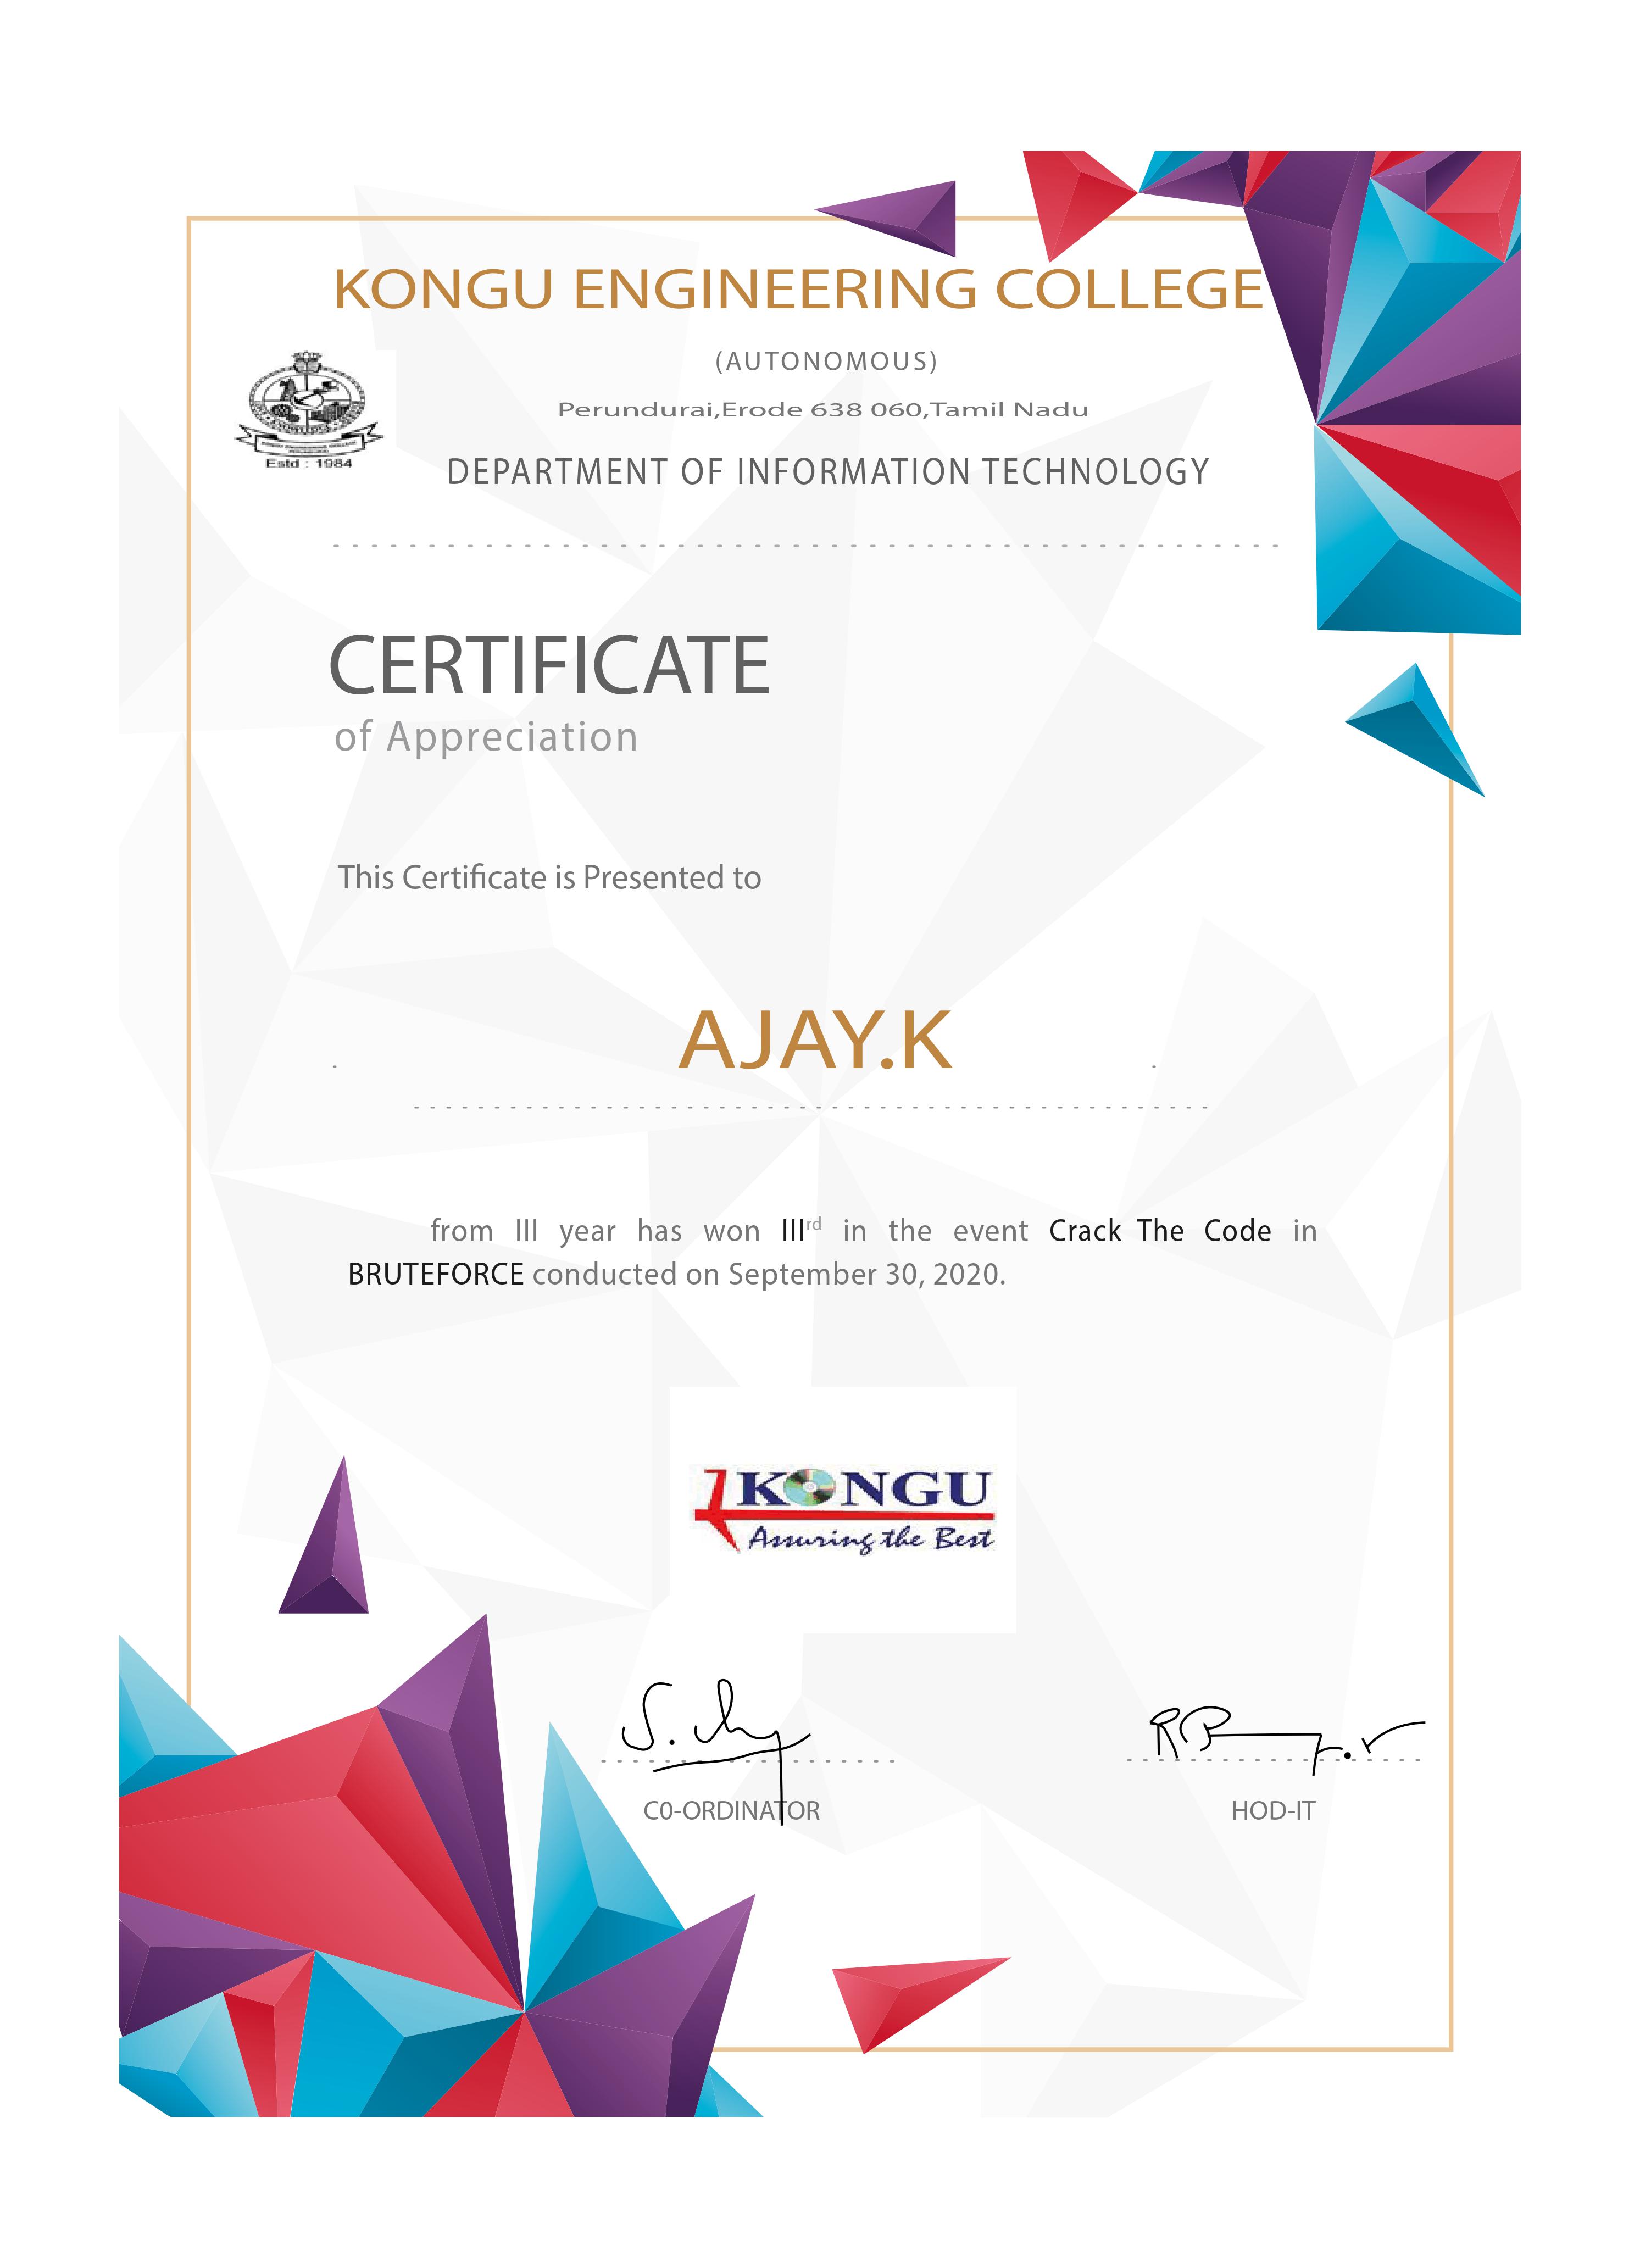 KONGU ENGINEERING COLLEGE
(AUTONOMOUS)
Perundurai,Erode 638 060,Tamil Nadu
Estd : 1984
DEPARTMENT OF INFORMATION TECHNOLOGY
CERTIFICATE
of Appreciation
This Certificate is Presented to
AJAY.K
from III year has won IIIrd in the event Crack The Code in
BRUTEFORCE conducted on September 30, 2020.
KONGU
Assuring the Best
C0-ORDINATOR
HOD-IT